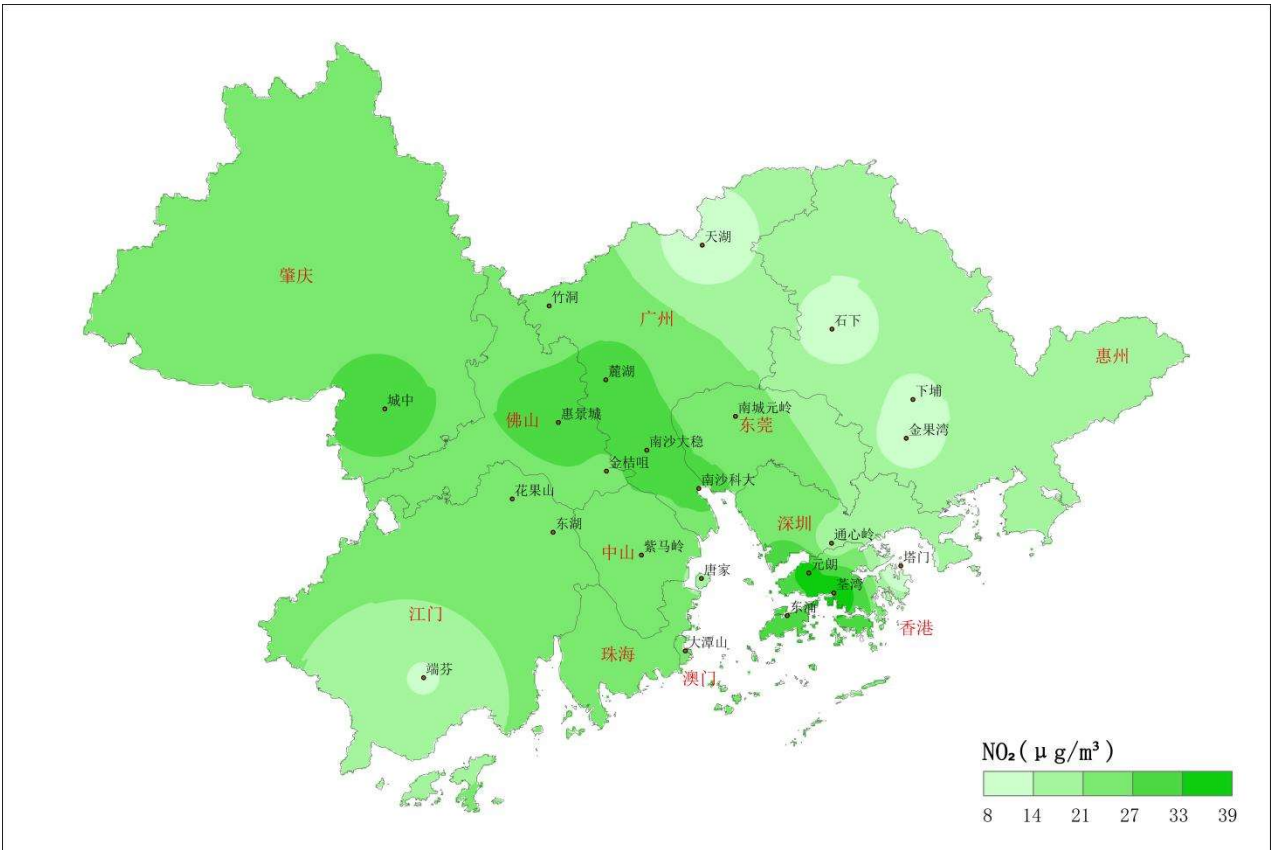 天湖
肇庆
竹洞
广州
石下
惠州
麓湖
城中
下埔
佛山
惠景城
南城元岭
东莞
金果湾
南沙大稳
金桔咀
南沙科大
花果山
东湖
深圳
通心岭
中山
紫马岭
元朗
塔门
唐家
荃湾
东涌
江门
香港
大潭山
珠海
端芬
澳门
NO₂(μg/m³)
8 14 21 27 33 39